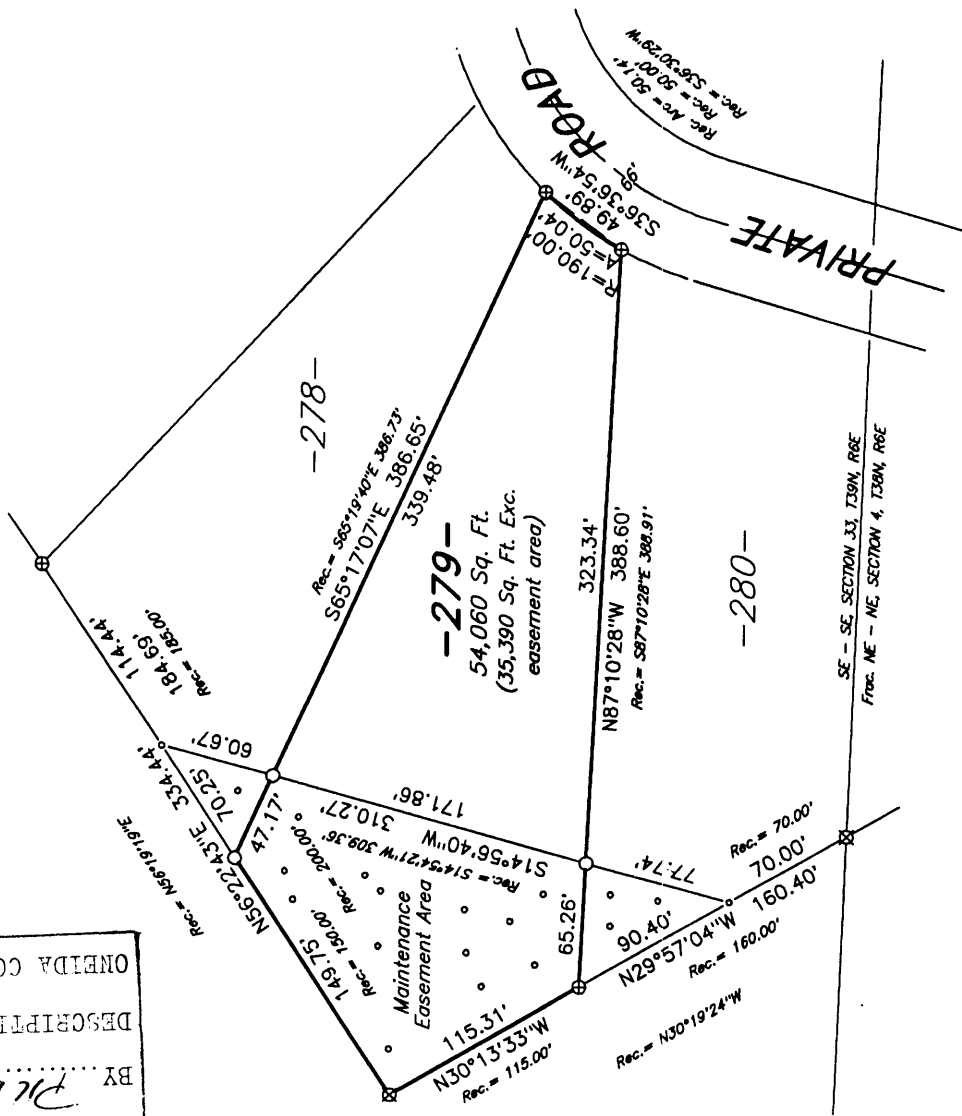 Rec. Arc = 50.14'
Rec. = 50.00'
Rec. = S36°30'29"W
PRIVATE ROAD
66'
S36°36'54"W
49.89'
A=50.04'
R=190.00'
-278-
Rec.= S65°19'40"E 386.73'
S65°17'07"E 386.65'
339.48'
-279-
54,060 Sq. Ft.
(35,390 Sq. Ft. Exc.
easement area)
323.34'
N87°10'28"W 388.60'
Rec.= S87°10'28"E 388.91'
-280-
SE - SE, SECTION 33, T39N, R6E
Frac. NE - NE, SECTION 4, T38N, R6E
114.44'
184.69'
Rec.= 185.00'
60.67'
70.25'
47.17'
N56°22'43"E 334.44'
Rec.= N56°19'19"E
149.75'
Rec.= 150.00'
Rec.= 200.00'
171.86'
310.27'
S14°56'40"W
Rec.= S14°54'21"W 309.36'
Maintenance
Easement Area
65.26'
77.74'
115.31'
N30°13'33"W
Rec.= 115.00'
90.40'
N29°57'04"W 160.40'
Rec.= 160.00'
Rec.= 70.00'
70.00'
Rec.= N30°19'24"W
ONEIDA CO
DESCRIPTI
BY